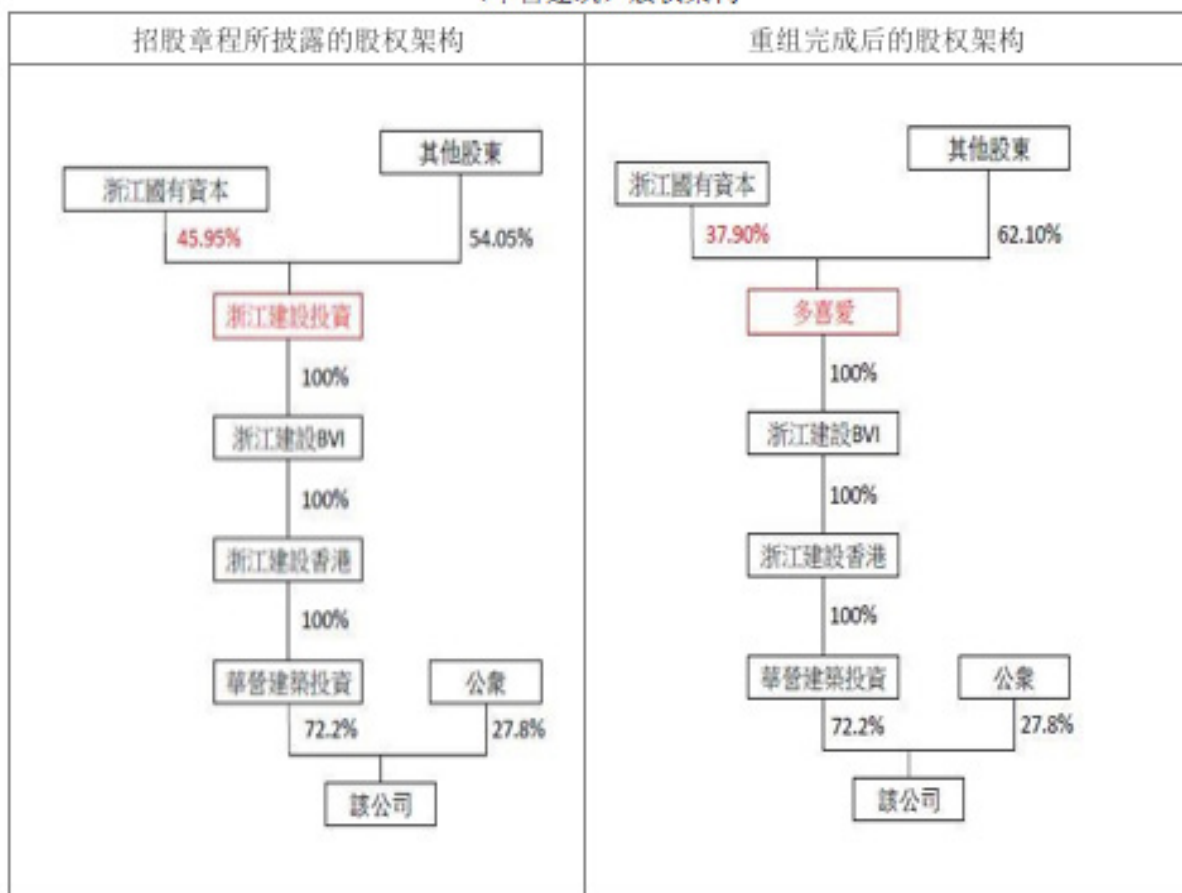 招股章程所披露的股权架构
重组完成后的股权架构
其他股東
浙江國有資本
45.95%
54.05%
浙江建設投資
100%
浙江建設BVI
100%
浙江建設香港
100%
華營建築投資
公衆
72.2%
27.8%
該公司
其他股東
浙江國有資本
37.90%
62.10%
多喜愛
100%
浙江建設BVI
100%
浙江建設香港
100%
華營建築投資
公衆
72.2%
27.8%
該公司